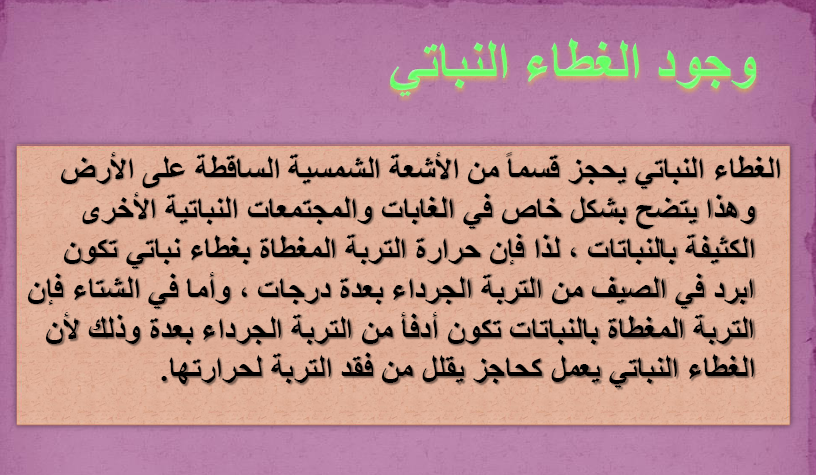 وجود الغطاء النباتي
الغطاء النباتي يحجز قسماً من الأشعة الشمسية الساقطة على الأرض
وهذا يتضح بشكل خاص في الغابات والمجتمعات النباتية الأخرى
الكثيفة بالنباتات ، لذا فإن حرارة التربة المغطاة بغطاء نباتي تكون
ابرد في الصيف من التربة الجرداء بعدة درجات ، وأما في الشتاء فإن
التربة المغطاة بالنباتات تكون أدفأ من التربة الجرداء بعدة وذلك لأن
الغطاء النباتي يعمل كحاجز يقلل من فقد التربة لحرارتها.